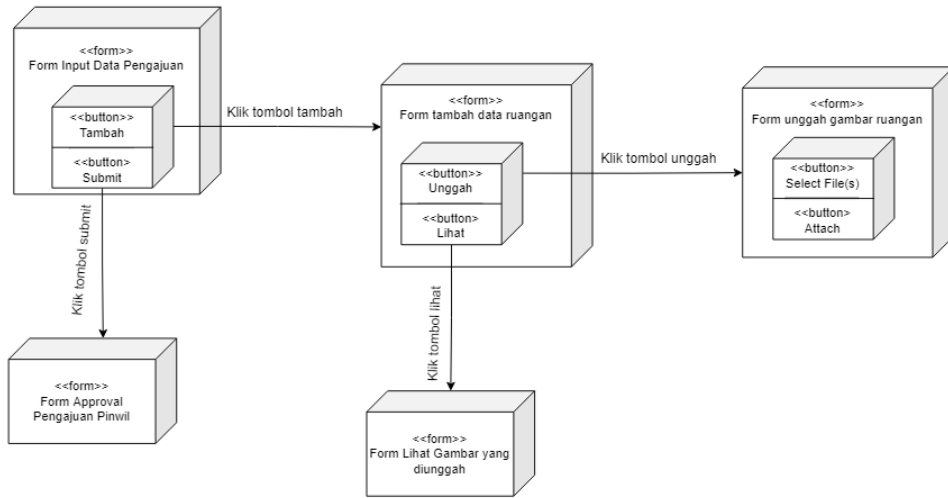 <<form>>
Form Input Data Pengajuan
<<button>>
Tambah
<<button>
Submit
Klik tombol tambah
<<form>>
Form tambah data ruangan
<<button>>
Unggah
<<button>
Lihat
Klik tombol unggah
<<form>>
Form unggah gambar ruangan
<<button>>
Select File(s)
<<button>
Attach
Klik tombol submit
<<form>>
Form Approval
Pengajuan Pinwil
Klik tombol lihat
<<form>>
Form Lihat Gambar yang
diunggah